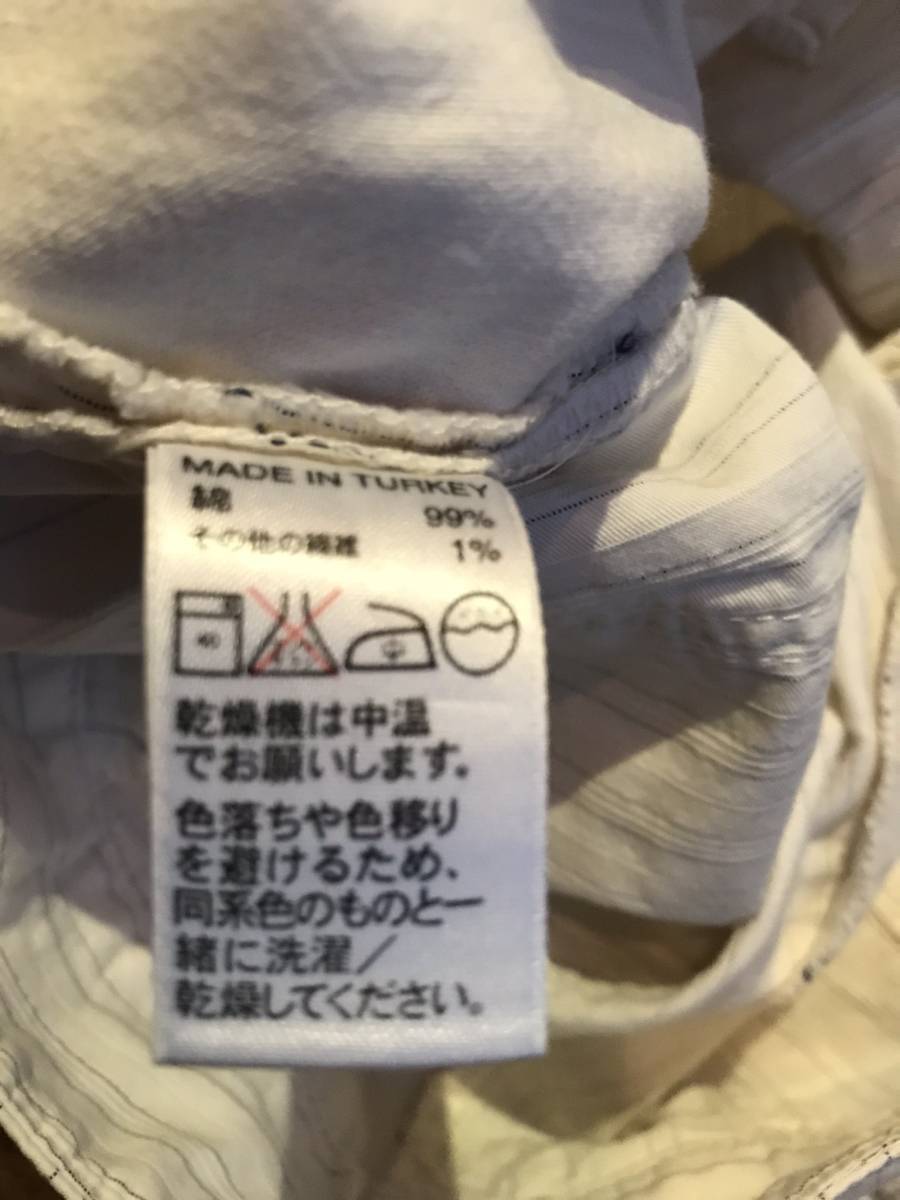 MADE IN TURKEY
綿 99%
その他の繊維 1%
40
中
乾燥機は中温
でお願いします。
色落ちや色移り
を避けるため、
同系色のものと一
緒に洗濯/
乾燥してください。